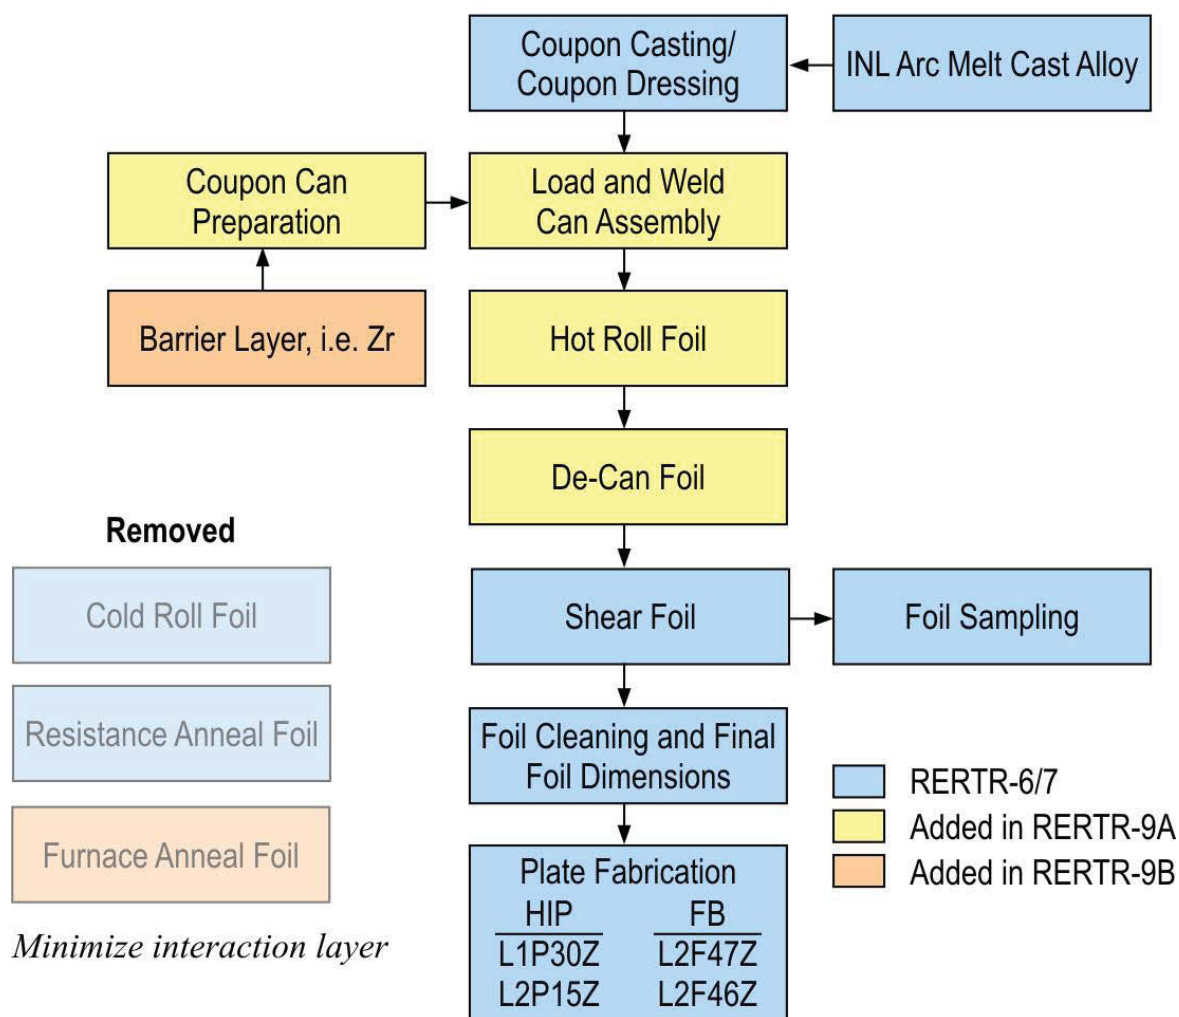 Coupon Casting/
Coupon Dressing
INL Arc Melt Cast Alloy
Coupon Can
Preparation
Load and Weld
Can Assembly
Barrier Layer, i.e. Zr
Hot Roll Foil
De-Can Foil
Removed
Cold Roll Foil
Resistance Anneal Foil
Furnace Anneal Foil
Minimize interaction layer
Shear Foil
Foil Sampling
Foil Cleaning and Final
Foil Dimensions
Plate Fabrication
HIP FB
L1P30Z L2F47Z
L2P15Z L2F46Z
RERTR-6/7
Added in RERTR-9A
Added in RERTR-9B